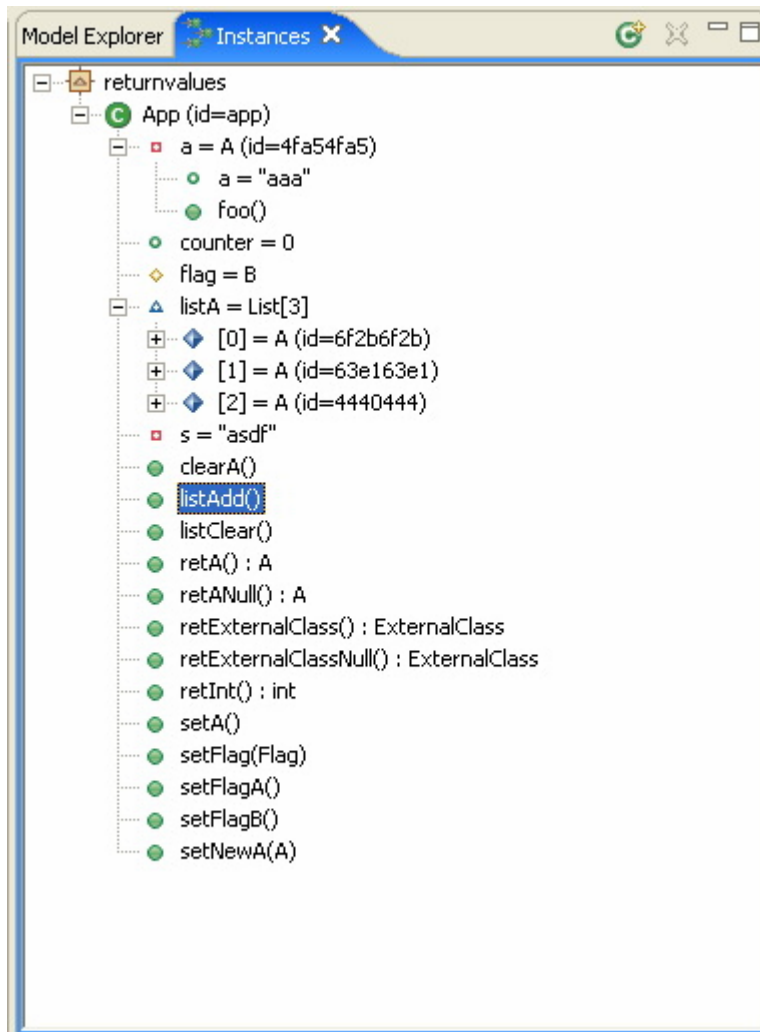 Model Explorer Instances
returnvalues
C App (id=app)
a = A (id=4fa54fa5)
a = "aaa"
foo()
counter = 0
flag = B
listA = List[3]
[0] = A (id=6f2b6f2b)
[1] = A (id=63e163e1)
[2] = A (id=4440444)
s = "asdf"
clearA()
listAdd()
listClear()
retA() : A
retANull() : A
retExternalClass() : ExternalClass
retExternalClassNull() : ExternalClass
retInt() : int
setA()
setFlag(Flag)
setFlagA()
setFlagB()
setNewA(A)